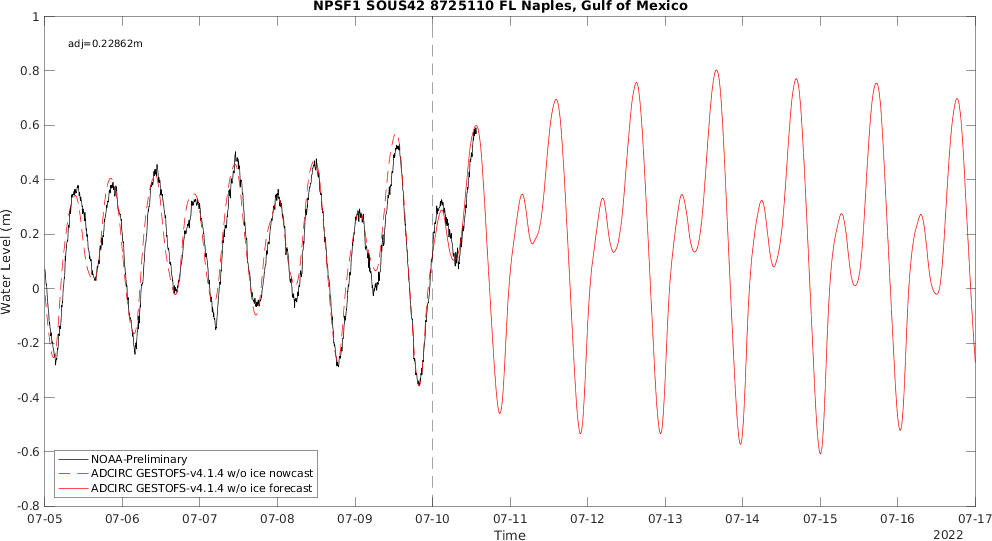 NPSF1 SOUS42 8725110 FL Naples, Gulf of Mexico
adj=0.22862m
1
0.8
0.6
0.4
0.2
0
-0.2
-0.4
-0.6
-0.8
Water Level (m)
NOAA-Preliminary
ADCIRC GESTOFS-v4.1.4 w/o ice nowcast
ADCIRC GESTOFS-v4.1.4 w/o ice forecast
07-05 07-06 07-07 07-08 07-09 07-10 07-11 07-12 07-13 07-14 07-15 07-16 07-17
Time
2022